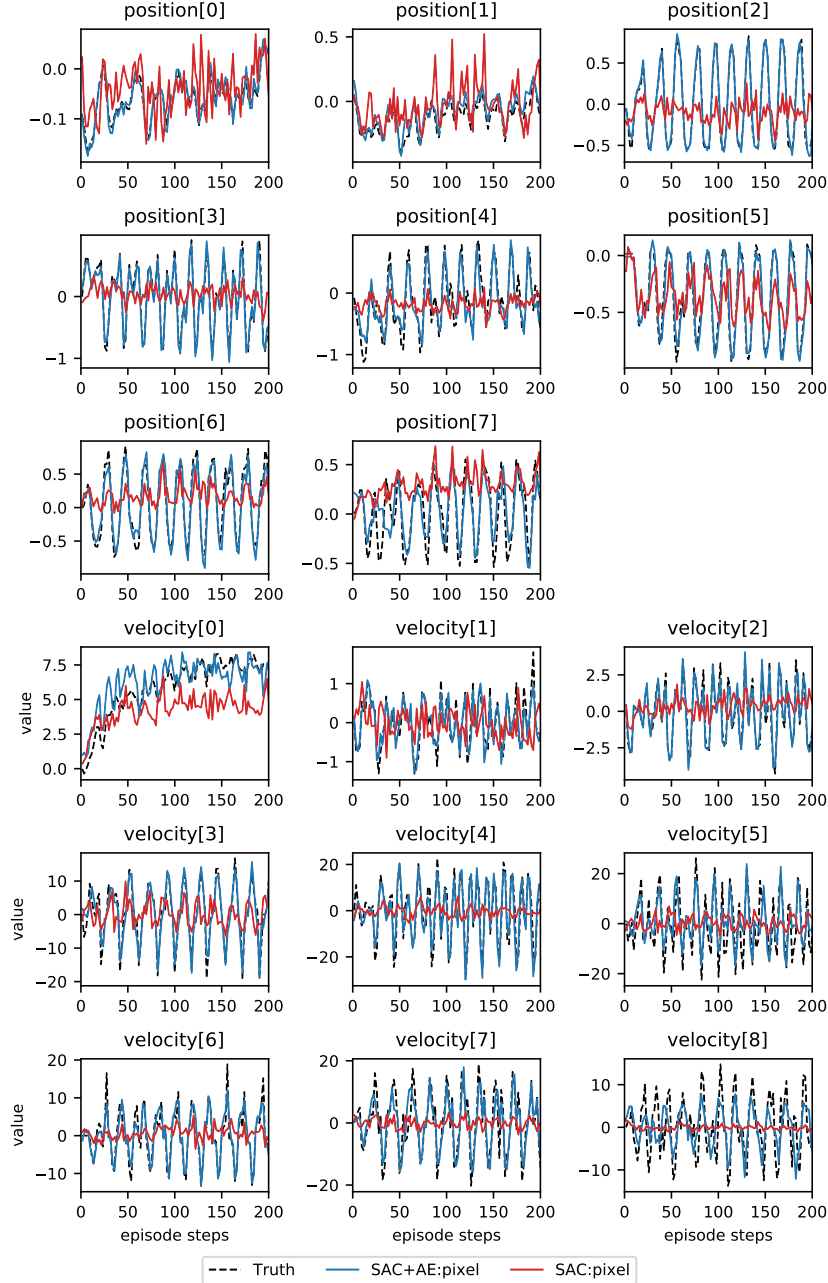 position[0] position[1] position[2]
0.0 0.5 0.5
−0.1 0.0 0.0
−0.5
0 50 100 150 200 0 50 100 150 200 0 50 100 150 200
position[3] position[4] position[5]
0 0 0.0
−1 −1 −0.5
0 50 100 150 200 0 50 100 150 200 0 50 100 150 200
position[6] position[7]
0.5 0.5
0.0 0.0
−0.5 −0.5
0 50 100 150 200 0 50 100 150 200
velocity[0] velocity[1] velocity[2]
value
7.5 1 2.5
5.0 0 0.0
2.5 −1 −2.5
0.0
0 50 100 150 200 0 50 100 150 200 0 50 100 150 200
velocity[3] velocity[4] velocity[5]
value
10 20 20
0 0 0
−10 −20 −20
−20
0 50 100 150 200 0 50 100 150 200 0 50 100 150 200
velocity[6] velocity[7] velocity[8]
value
20 20 10
10 0 0
0 −20 −10
−10
0 50 100 150 200 0 50 100 150 200 0 50 100 150 200
episode steps episode steps episode steps
Truth SAC+AE:pixel SAC:pixel